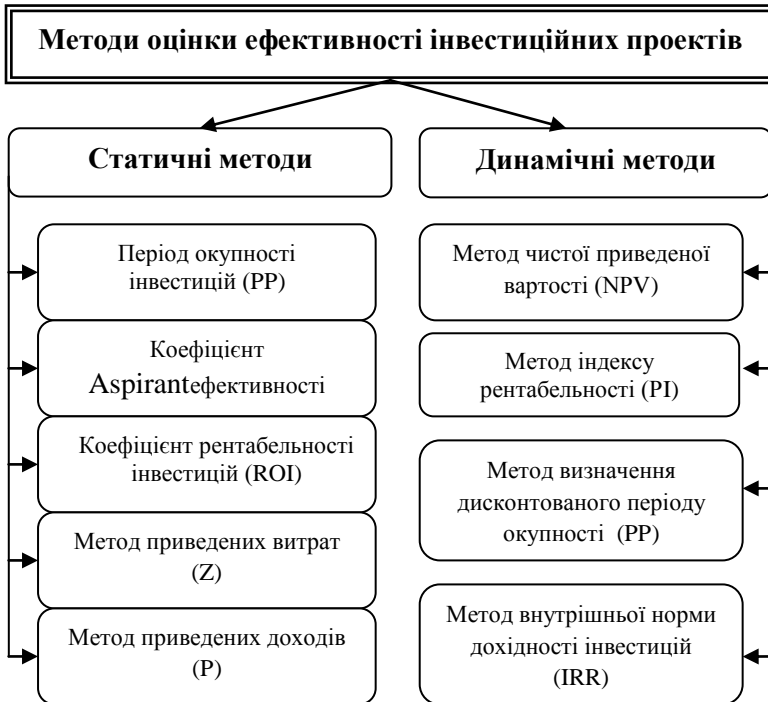 Методи оцінки ефективності інвестиційних проектів
Статичні методи
Період окупності
інвестицій (PP)
Коефіцієнт
Aspirantефективності
Коефіцієнт рентабельності
інвестицій (ROI)
Метод приведених витрат
(Z)
Метод приведених доходів
(P)
Динамічні методи
Метод чистої приведеної
вартості (NPV)
Метод індексу
рентабельності (PI)
Метод визначення
дисконтованого періоду
окупності (PP)
Метод внутрішньої норми
дохідності інвестицій
(IRR)